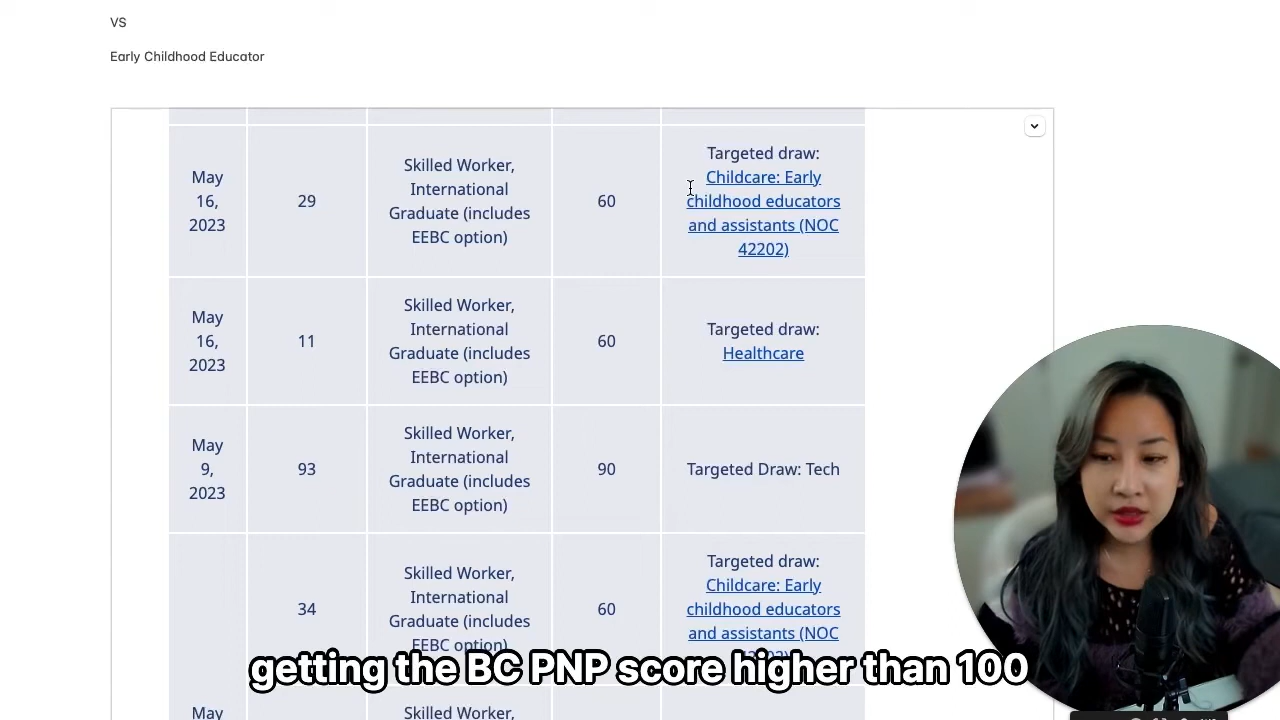 VS
Early Childhood Educator
May
16,
2023
29
Skilled Worker,
International
Graduate (includes
EEBC option)
60
Targeted draw:
Childcare: Early
childhood educators
and assistants (NOC
42202)
May
16,
2023
11
Skilled Worker,
International
Graduate (includes
EEBC option)
60
Targeted draw:
Healthcare
May
9,
2023
93
Skilled Worker,
International
Graduate (includes
EEBC option)
90
Targeted Draw: Tech
34
Skilled Worker,
International
Graduate (includes
EEBC option)
60
Targeted draw:
Childcare: Early
childhood educators
and assistants (NOC
getting the BC PNP score higher than 100
May
Skilled Worker,